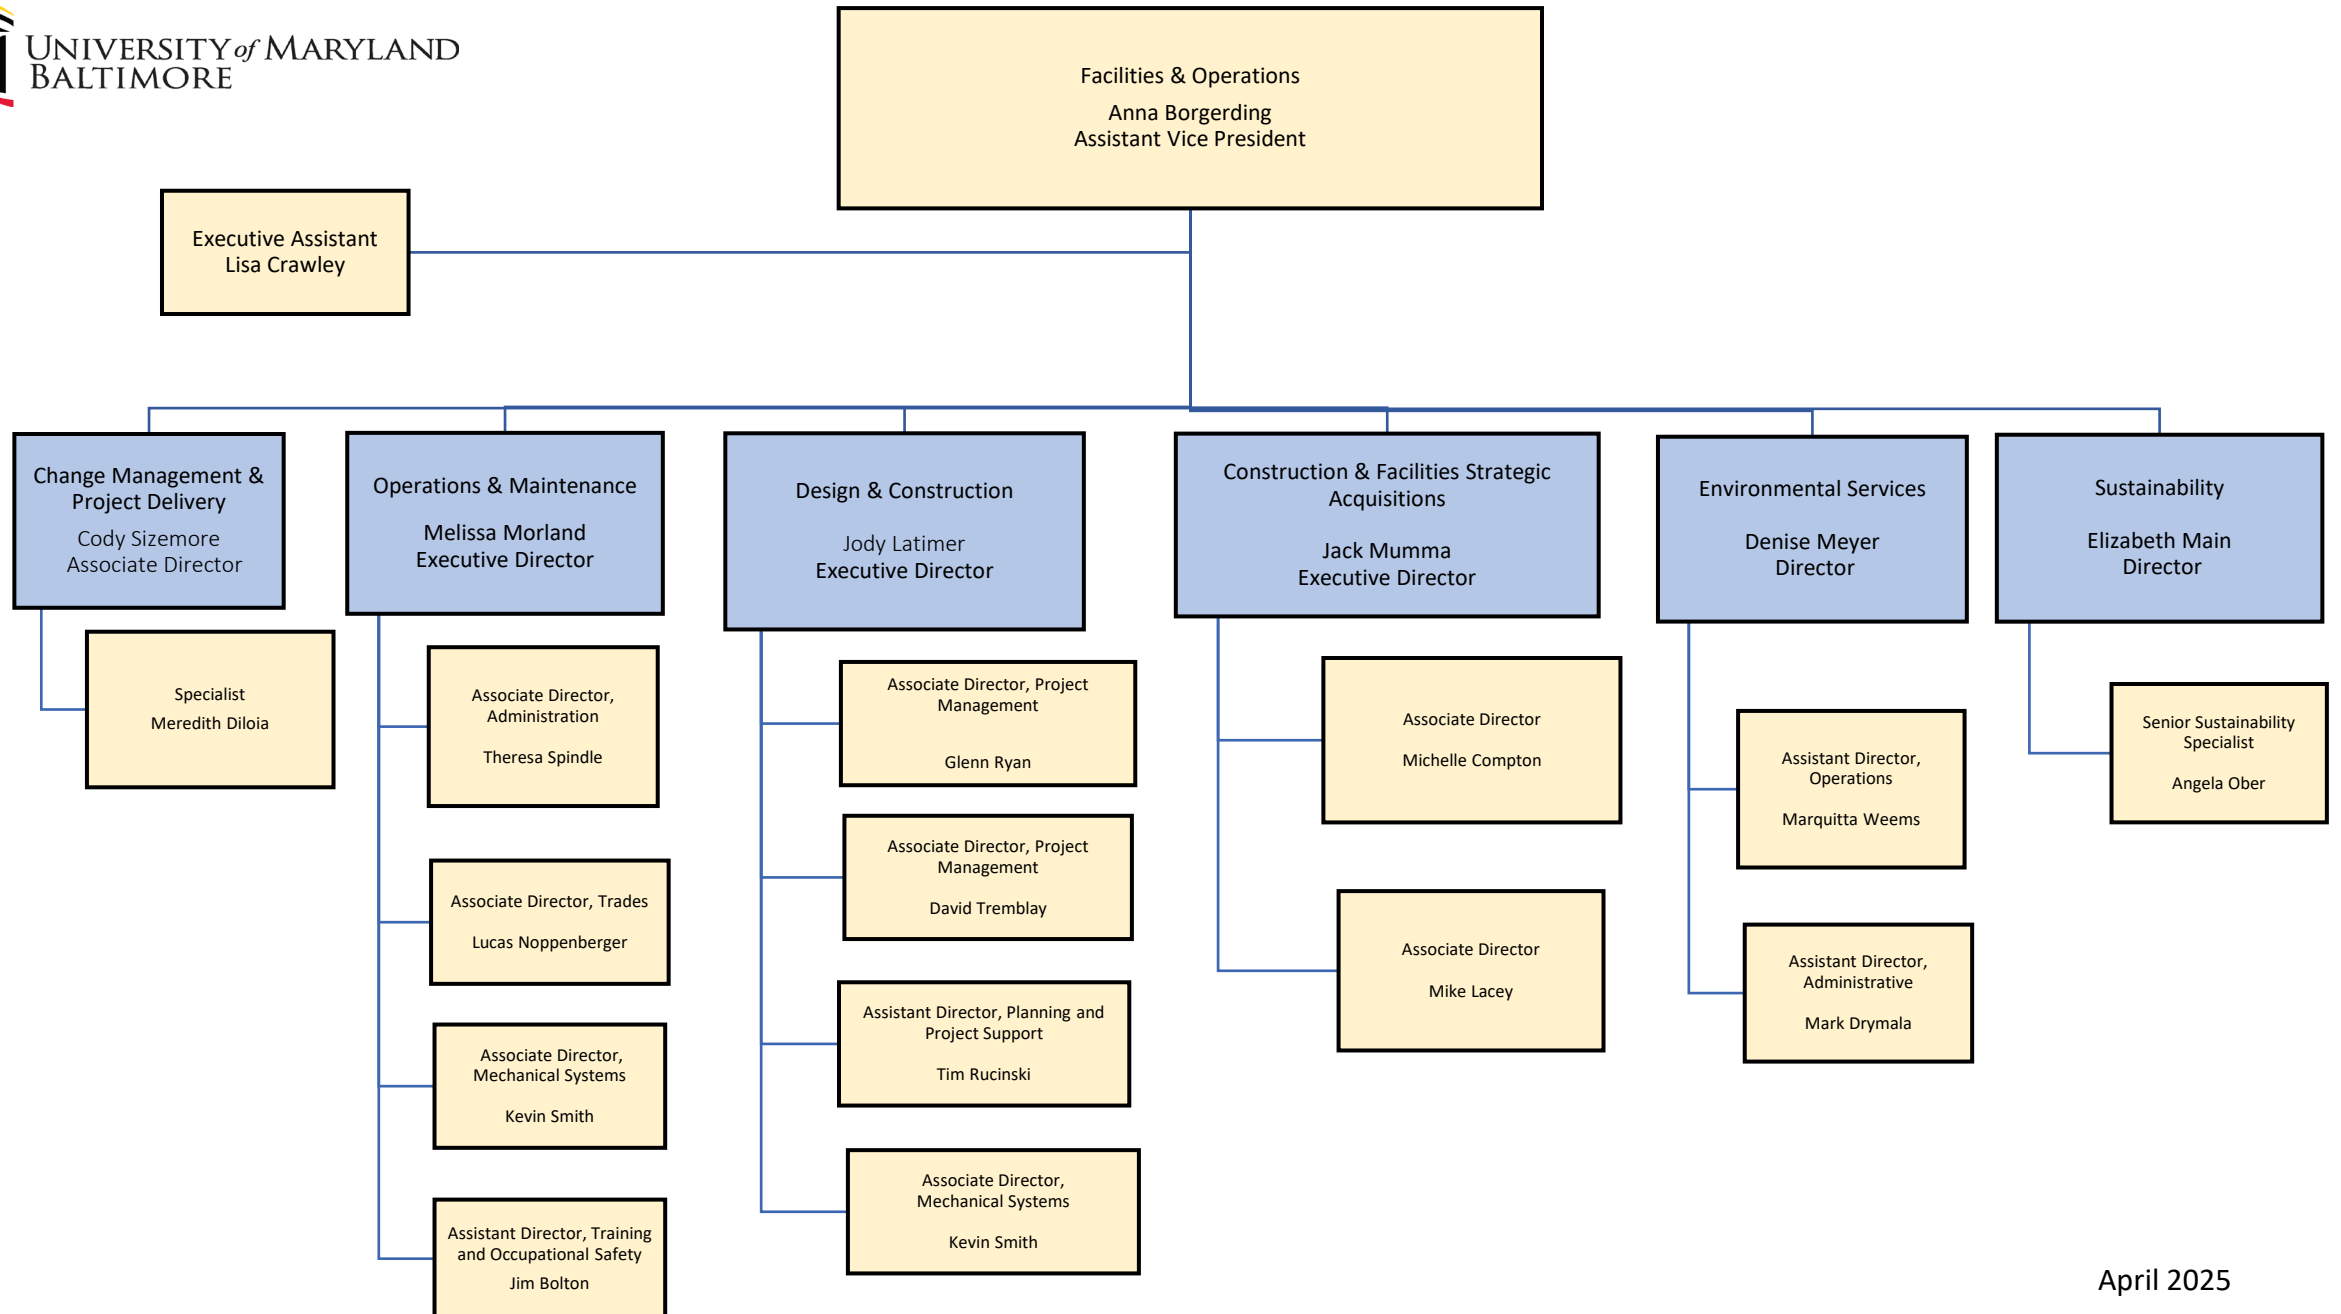 UNIVERSITY of MARYLAND
BALTIMORE
Facilities & Operations
Anna Borgerding
Assistant Vice President
Executive Assistant
Lisa Crawley
Change Management &
Project Delivery
Cody Sizemore
Associate Director
Specialist
Meredith Diloia
Operations & Maintenance
Melissa Morland
Executive Director
Associate Director,
Administration
Theresa Spindle
Associate Director, Trades
Lucas Noppenberger
Associate Director,
Mechanical Systems
Kevin Smith
Assistant Director, Training
and Occupational Safety
Jim Bolton
Design & Construction
Jody Latimer
Executive Director
Associate Director, Project
Management
Glenn Ryan
Associate Director, Project
Management
David Tremblay
Assistant Director, Planning and
Project Support
Tim Rucinski
Associate Director,
Mechanical Systems
Kevin Smith
Construction & Facilities Strategic
Acquisitions
Jack Mumma
Executive Director
Associate Director
Michelle Compton
Associate Director
Mike Lacey
Environmental Services
Denise Meyer
Director
Assistant Director,
Operations
Marquitta Weems
Assistant Director,
Administrative
Mark Drymala
Sustainability
Elizabeth Main
Director
Senior Sustainability
Specialist
Angela Ober
April 2025